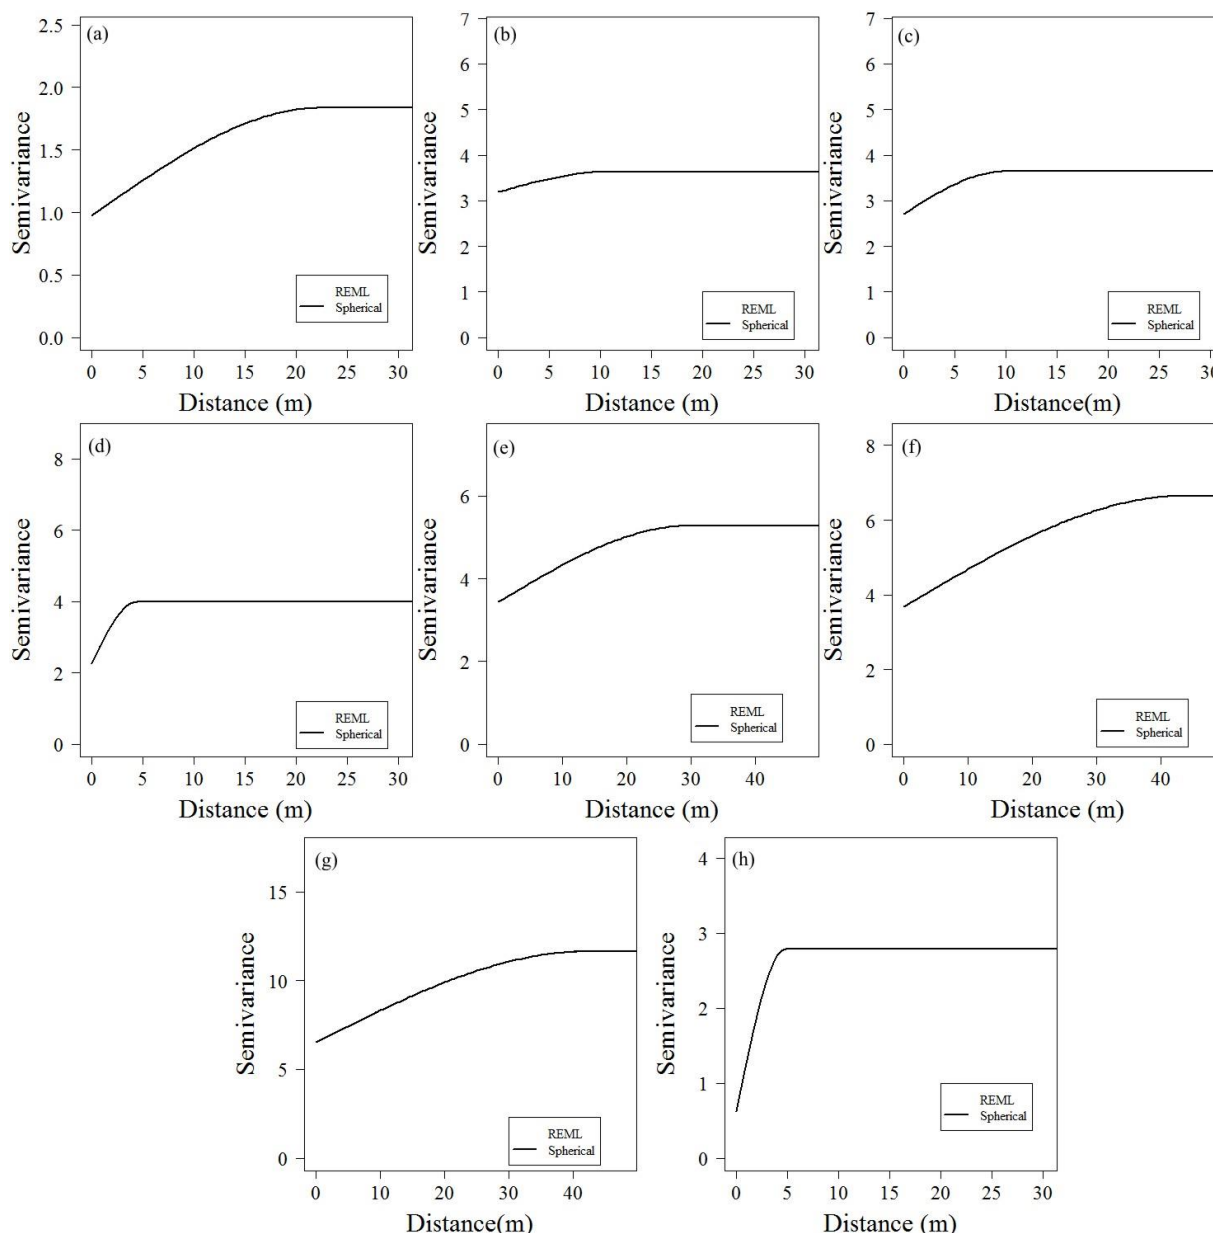 (a)
Semivariance
2.5
2.0
1.5
1.0
0.5
0.0
REML
Spherical
0 5 10 15 20 25 30
Distance (m)
(b)
Semivariance
7
6
5
4
3
2
1
0
REML
Spherical
0 5 10 15 20 25 30
Distance (m)
(c)
Semivariance
7
6
5
4
3
2
1
0
REML
Spherical
0 5 10 15 20 25 30
Distance(m)
(d)
Semivariance
8
6
4
2
0
REML
Spherical
0 5 10 15 20 25 30
Distance (m)
(e)
Semivariance
6
4
2
0
REML
Spherical
0 10 20 30 40
Distance (m)
(f)
Semivariance
8
6
4
2
0
REML
Spherical
0 10 20 30 40
Distance (m)
(g)
Semivariance
15
10
5
0
REML
Spherical
0 10 20 30 40
Distance(m)
(h)
Semivariance
4
3
2
1
0
REML
Spherical
0 5 10 15 20 25 30
Distance (m)